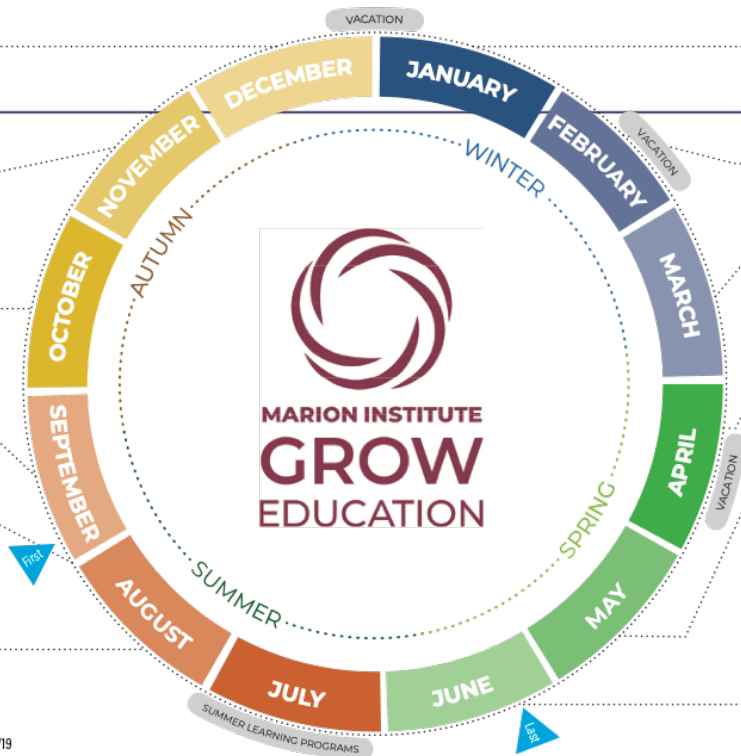 VACATION
DECEMBER
JANUARY
NOVEMBER
FEBRUARY
VACATION
WINTER
AUTUMN
OCTOBER
MARCH
MARION INSTITUTE
GROW
EDUCATION
SEPTEMBER
APRIL
VACATION
SPRING
First
SUMMER
AUGUST
MAY
JULY
JUNE
SUMMER LEARNING PROGRAMS
Last
/19